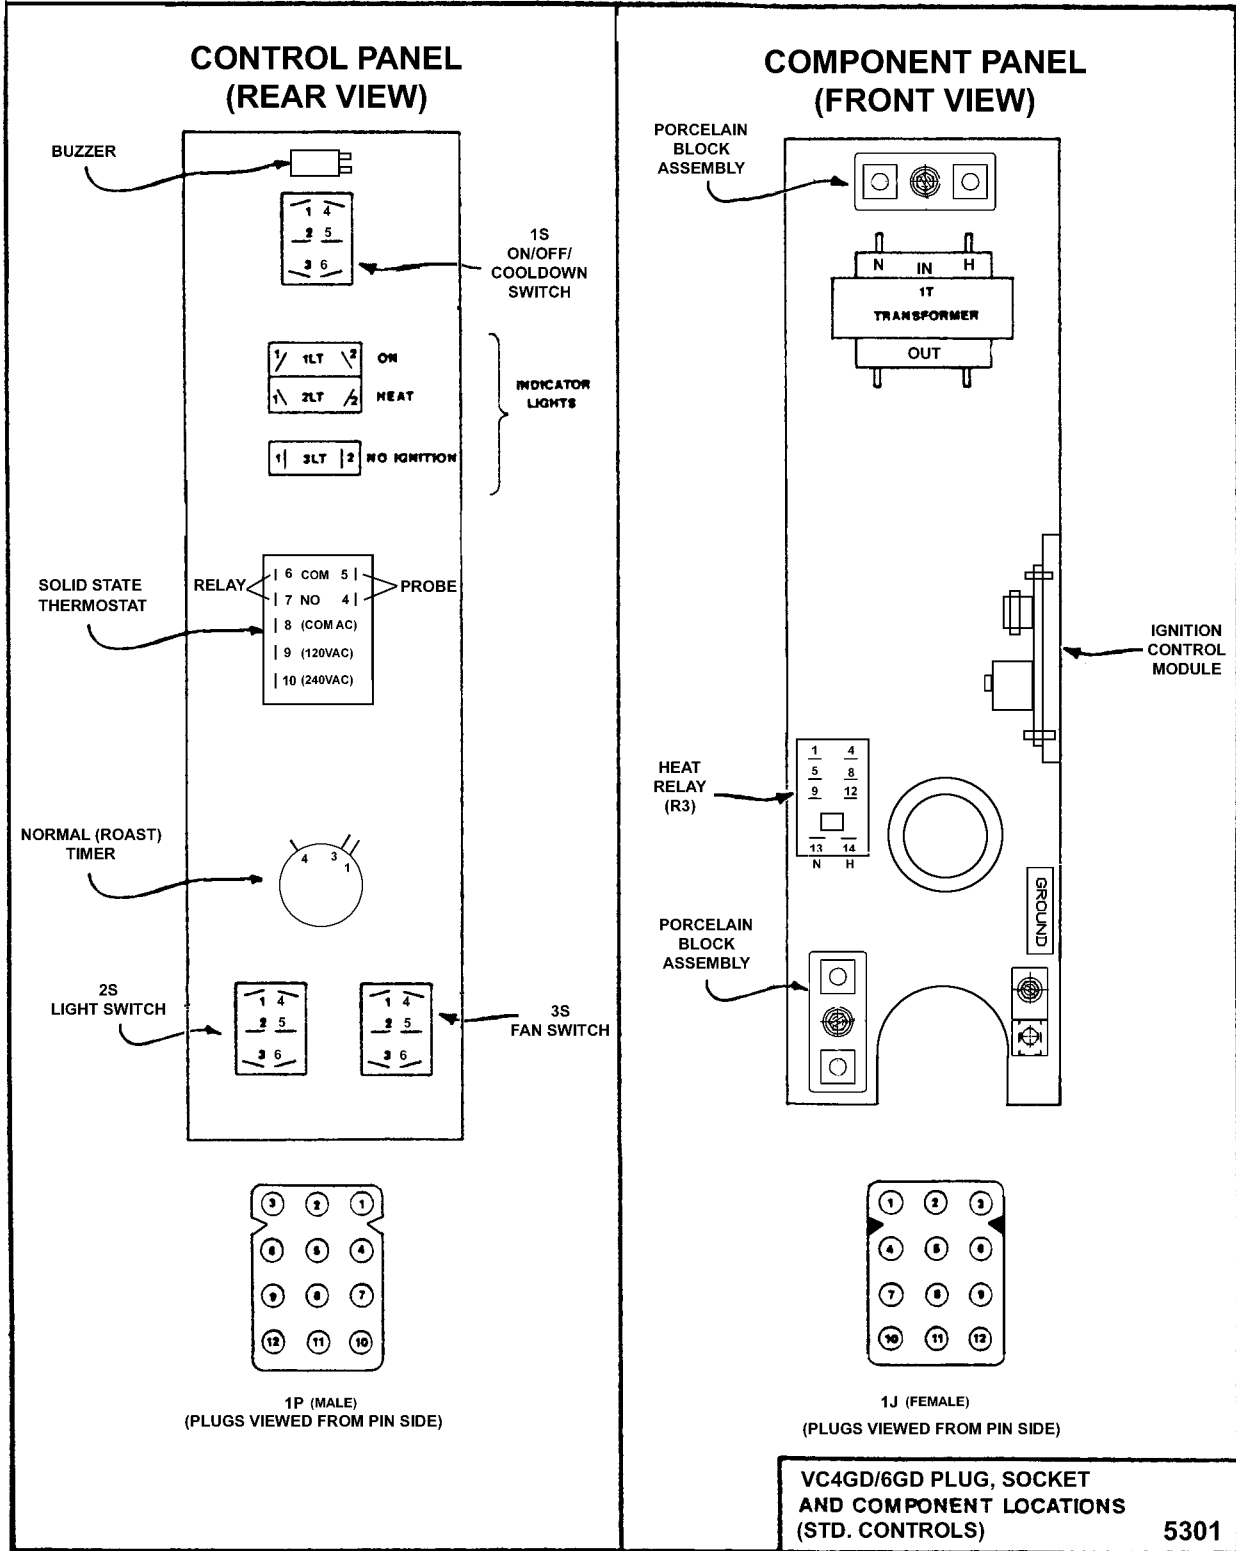 CONTROL PANEL
(REAR VIEW)
BUZZER
1 4
2 5
3 6
1S
ON/OFF/
COOLDOWN
SWITCH
1 1LT 2 ON
1 2LT 2 HEAT
1 3LT 2 NO IGNITION
INDICATOR
LIGHTS
SOLID STATE
THERMOSTAT
RELAY
6 COM 5
7 NO 4
8 (COM AC)
9 (120VAC)
10 (240VAC)
PROBE
NORMAL (ROAST)
TIMER
4 3 1
2S
LIGHT SWITCH
1 4
2 5
3 6
1 4
2 5
3 6
3S
FAN SWITCH
3 2 1
6 5 4
9 8 7
12 11 10
1P (MALE)
(PLUGS VIEWED FROM PIN SIDE)
COMPONENT PANEL
(FRONT VIEW)
PORCELAIN
BLOCK
ASSEMBLY
N IN H
1T
TRANSFORMER
OUT
IGNITION
CONTROL
MODULE
HEAT
RELAY
(R3)
1 4
5 8
9 12
13 14
N H
GROUND
PORCELAIN
BLOCK
ASSEMBLY
1 2 3
4 5 6
7 8 9
10 11 12
1J (FEMALE)
(PLUGS VIEWED FROM PIN SIDE)
VC4GD/6GD PLUG, SOCKET
AND COMPONENT LOCATIONS
(STD. CONTROLS) 5301